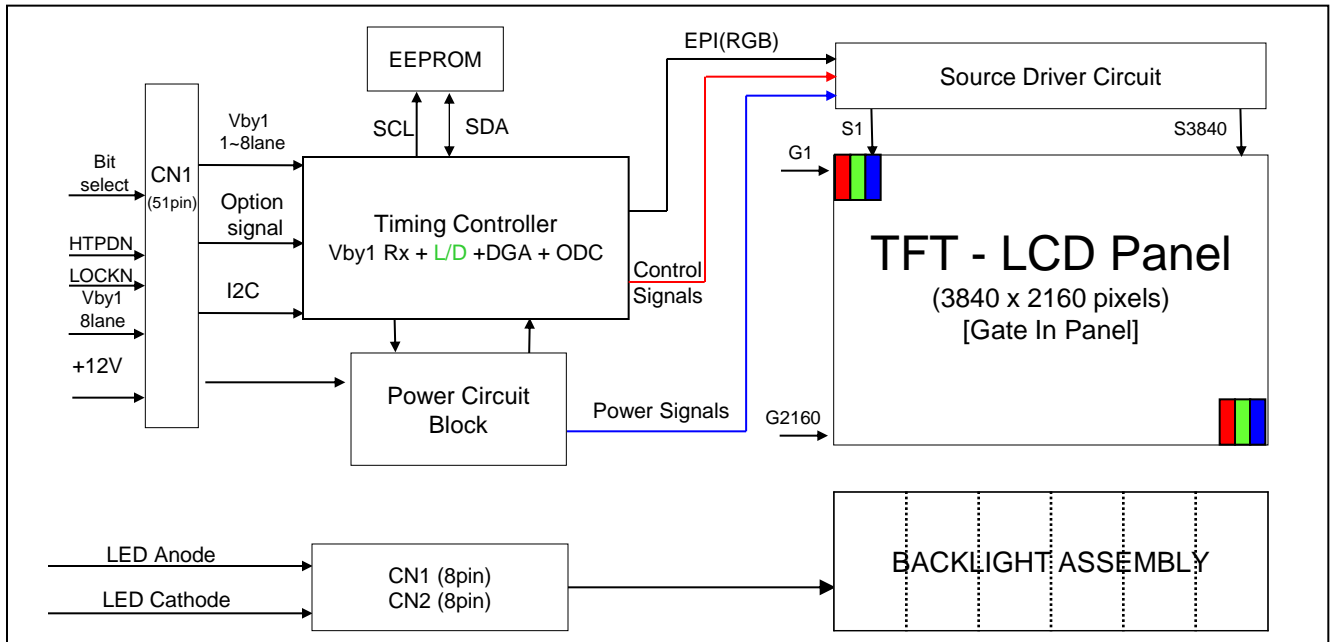 EEPROM
EPI(RGB)
Source Driver Circuit
SCL
SDA
S1
S3840
Vby1
1~8lane
Bit
select
CN1
(51pin)
G1
Option
signal
Timing Controller
Vby1 Rx + L/D +DGA + ODC
HTPDN
LOCKN
Vby1
8lane
I2C
Control
Signals
TFT - LCD Panel
(3840 x 2160 pixels)
[Gate In Panel]
+12V
Power Circuit
Block
Power Signals
G2160
LED Anode
LED Cathode
CN1 (8pin)
CN2 (8pin)
BACKLIGHT ASSEMBLY